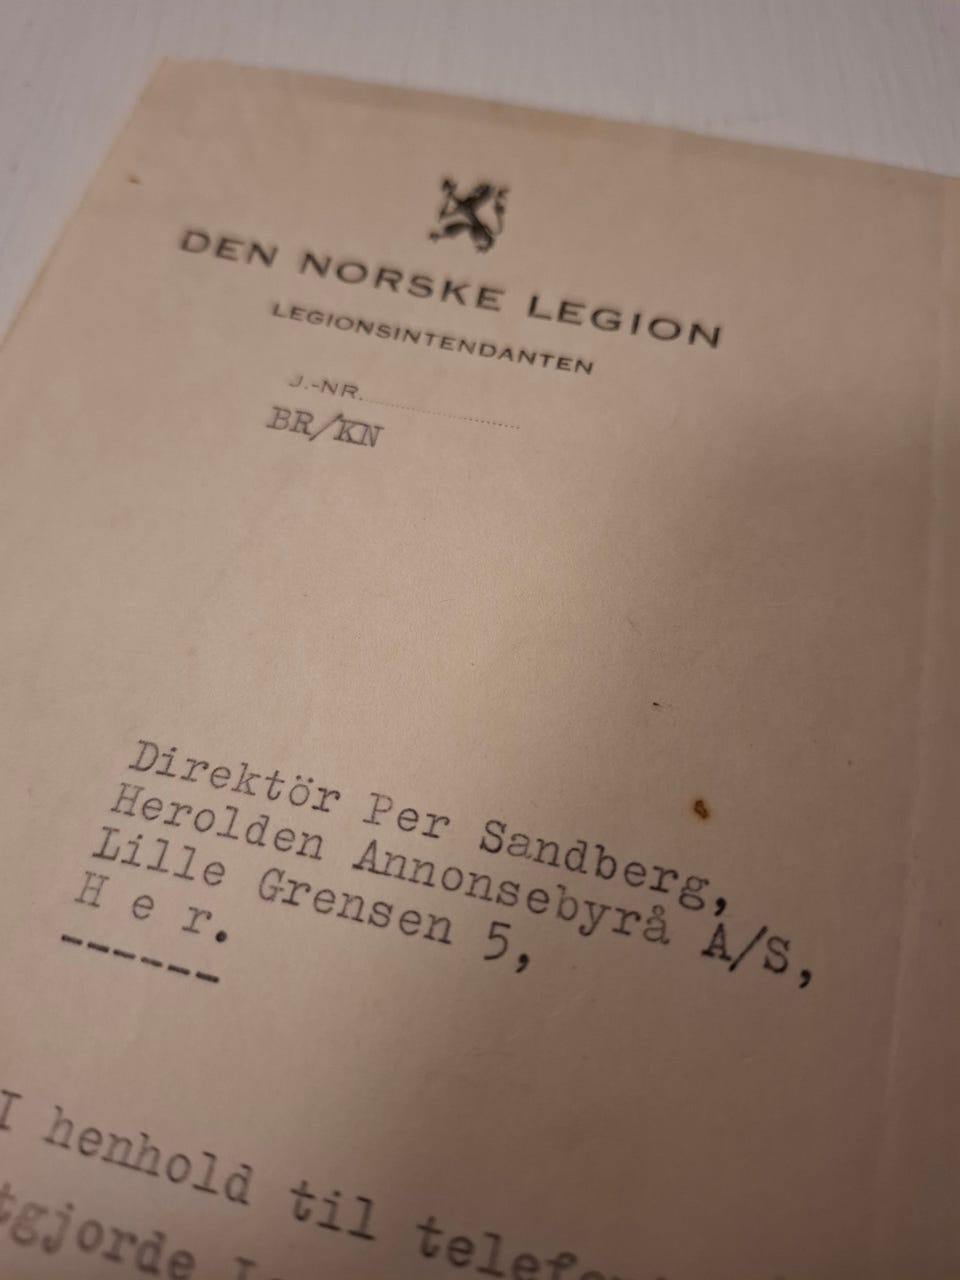 DEN NORSKE LEGION
LEGIONSINTENDANTEN
J.-NR.
BR/KN
Direktör Per Sandberg,
Herolden Annonsebyrå A/S,
Lille Grensen 5,
H e r.
------
I henhold til